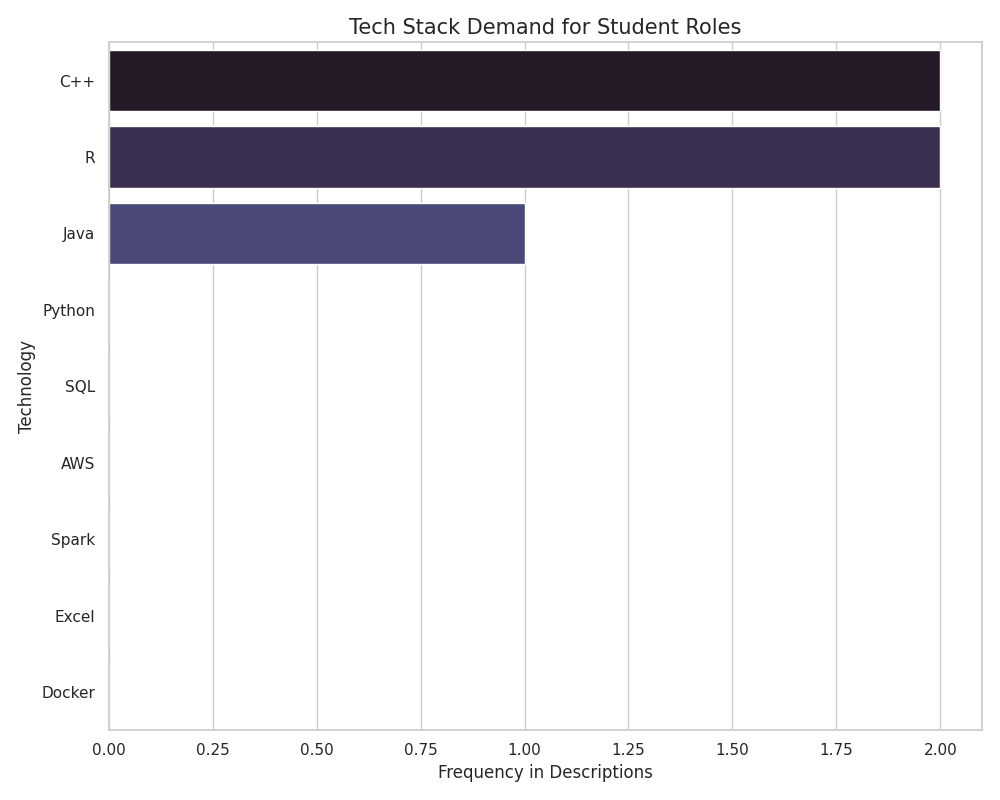 Tech Stack Demand for Student Roles
C++
R
Java
Python
SQL
AWS
Spark
Excel
Docker
Technology
0.00 0.25 0.50 0.75 1.00 1.25 1.50 1.75 2.00
Frequency in Descriptions